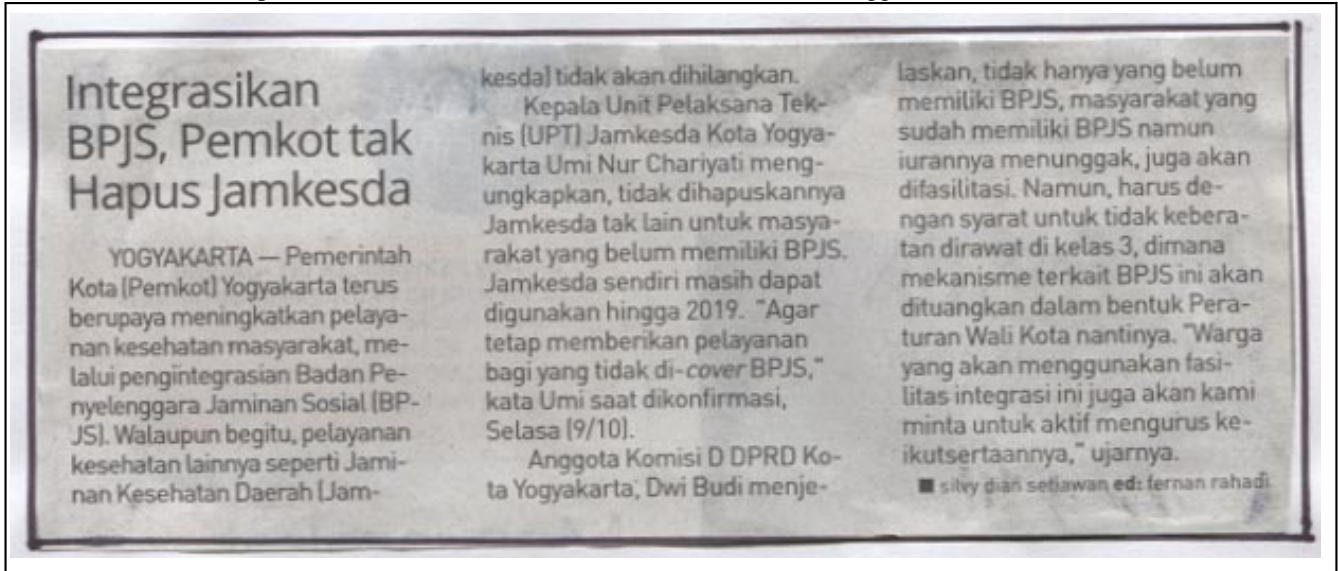 Integrasikan
BPJS, Pemkot tak
Hapus Jamkesda
YOGYAKARTA — Pemerintah
Kota (Pemkot) Yogyakarta terus
berupaya meningkatkan pelaya-
nan kesehatan masyarakat, me-
lalui pengintegrasian Badan Pe-
nyelenggara Jaminan Sosial (BP-
JS). Walaupun begitu, pelayanan
kesehatan lainnya seperti Jami-
nan Kesehatan Daerah (Jam-
kesda) tidak akan dihilangkan.
Kepala Unit Pelaksana Tek-
nis (UPT) Jamkesda Kota Yogya-
karta Umi Nur Chariyati meng-
ungkapkan, tidak dihapuskannya
Jamkesda tak lain untuk masya-
rakat yang belum memiliki BPJS.
Jamkesda sendiri masih dapat
digunakan hingga 2019. "Agar
tetap memberikan pelayanan
bagi yang tidak di-cover BPJS,"
kata Umi saat dikonfirmasi,
Selasa (9/10).
Anggota Komisi D DPRD Ko-
ta Yogyakarta, Dwi Budi menje-
laskan, tidak hanya yang belum
memiliki BPJS, masyarakat yang
sudah memiliki BPJS namun
iurannya menunggak, juga akan
difasilitasi. Namun, harus de-
ngan syarat untuk tidak kebera-
tan dirawat di kelas 3, dimana
mekanisme terkait BPJS ini akan
dituangkan dalam bentuk Pera-
turan Wali Kota nantinya. "Warga
yang akan menggunakan fasi-
litas integrasi ini juga akan kami
minta untuk aktif mengurus ke-
ikutsertaannya," ujarnya.
■ silvy dian setiawan ed: fernan rahadi